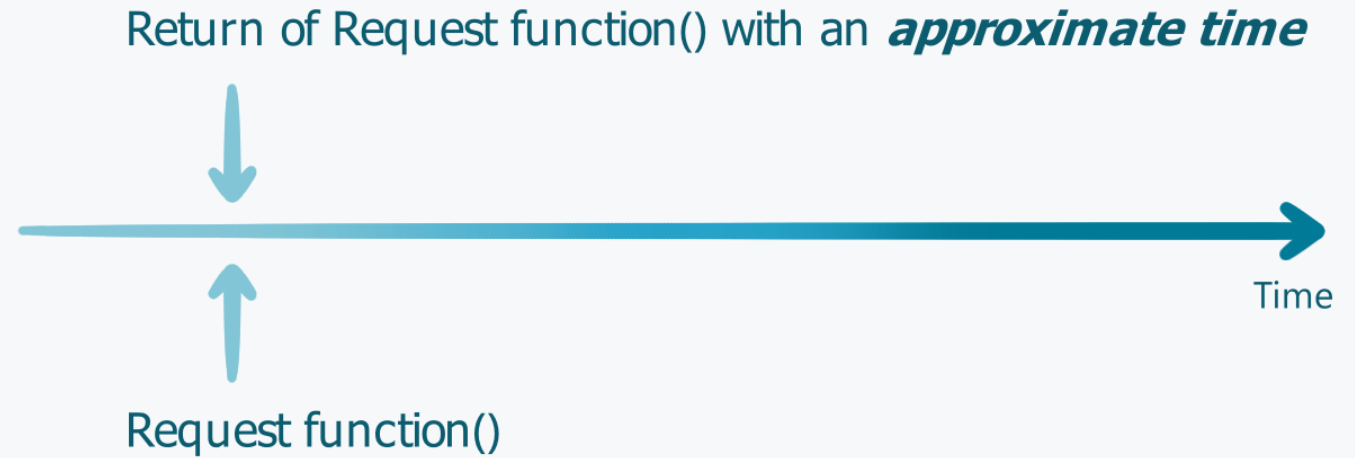 Return of Request function() with an approximate time
Time
Request function()